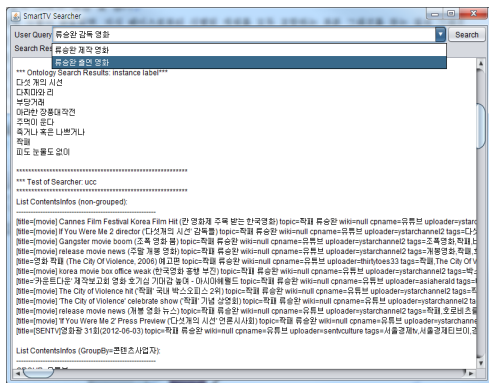 SmartTV Searcher
User Query 류승완 감독 영화 Search
Search Res 류승완 제작 영화
류승완 출연 영화
*** Ontology Search Results: instance label***
다섯 개의 시선
다찌마와 리
부당거래
아라한 장풍대작전
주먹이 운다
죽거나 혹은 나쁘거나
짝패
피도 눈물도 없이
*** Test of Searcher: ucc
List ContentsInfos (non-grouped):
[title=[movie] Cannes Film Festival Korea Film Hit (칸 영화제 주목 받는 한국영화) topic=짝패 류승완 wiki=null cpname=유튜브 uploader=ystarc
[title=[movie] If You Were Me 2 director ('다섯개의 시선' 감독들) topic=짝패 류승완 wiki=null cpname=유튜브 uploader=ystarchannel2 tags=다
[title=[movie] Gangster movie boom (조폭 영화 붐) topic=짝패 류승완 wiki=null cpname=유튜브 uploader=ystarchannel2 tags=조폭영화,짝패,비
[title=[movie] release movie news (주말 개봉 영화) topic=짝패 류승완 wiki=null cpname=유튜브 uploader=ystarchannel2 tags=개봉영화,짝패,
[title=영화 짝패 (The City Of Violence, 2006) 예고편 topic=짝패 류승완 wiki=null cpname=유튜브 uploader=thirtyoes33 tags=짝패,The City Of V
[title=[movie] korea movie box office weak (한국영화 흥행 부진) topic=짝패 류승완 wiki=null cpname=유튜브 uploader=ystarchannel2 tags=박
[title='카운트다운' 제작보고회 영화 호기심 기대감 높여 - 아시아헤럴드 topic=짝패 류승완 wiki=null cpname=유튜브 uploader=asiaherald tags=
[title=[movie] The City of Violence hit ('짝패' 국내 박스오피스 2위) topic=짝패 류승완 wiki=null cpname=유튜브 uploader=ystarchannel2 tags=짝
[title=[movie] 'The City of Violence' celebrate show ('짝패' 기념 상영회) topic=짝패 류승완 wiki=null cpname=유튜브 uploader=ystarchannel2 ta
[title=[movie] release movie news (개봉 영화 뉴스) topic=짝패 류승완 wiki=null cpname=유튜브 uploader=ystarchannel2 tags=짝패,호로비츠를
[title=[movie] 'If You Were Me 2' Press Preview ('다섯개의 시선' 언론시사회) topic=짝패 류승완 wiki=null cpname=유튜브 uploader=ystarchanne
[title=[SENTV]영화광 31회(2012-06-03) topic=짝패 류승완 wiki=null cpname=유튜브 uploader=sentvculture tags=서울경제tv,서울경제티브이,경
List ContentsInfos (GroupBy=콘텐츠사업자):